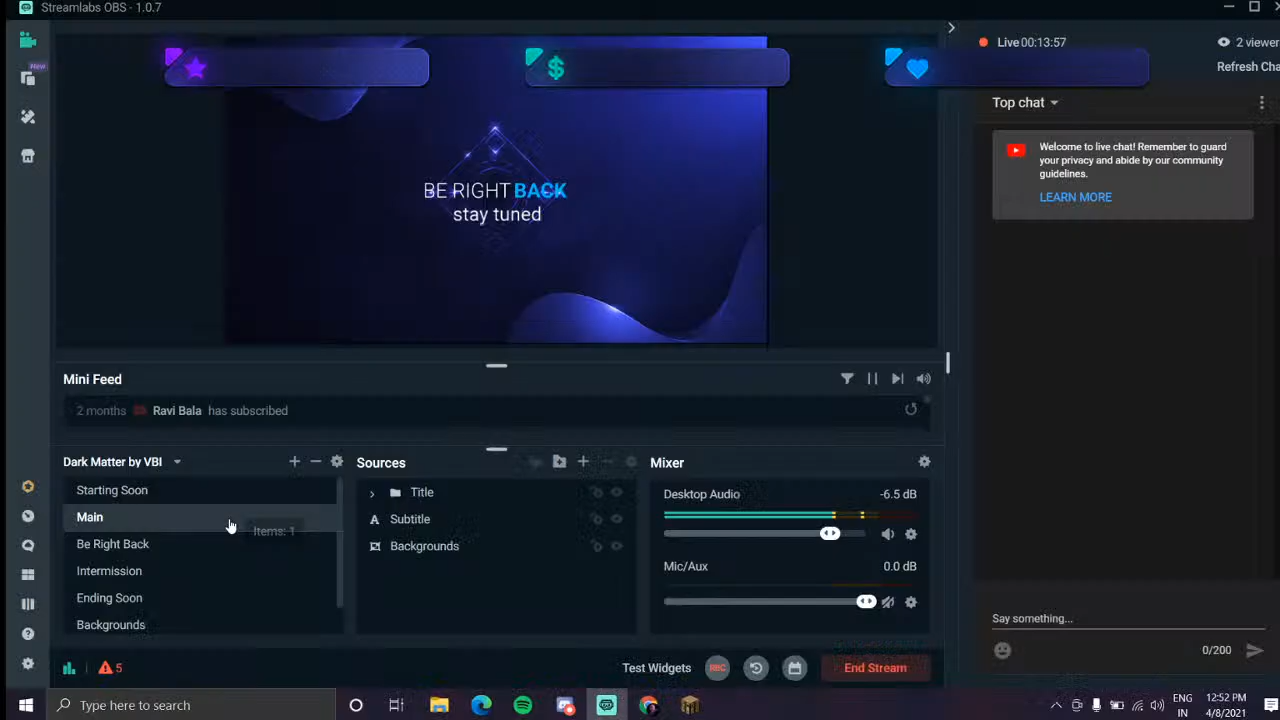 Streamlabs OBS - 1.0.7
Live 00:13:57
2 viewer
Refresh Cha
New
Top chat
Welcome to live chat! Remember to guard
your privacy and abide by our community
guidelines.
LEARN MORE
BE RIGHT BACK
stay tuned
Mini Feed
2 months Ravi Bala has subscribed
Dark Matter by VBI
Starting Soon
Main
Items: 1
Be Right Back
Intermission
Ending Soon
Backgrounds
Sources
Title
Subtitle
Backgrounds
Mixer
Desktop Audio -6.5 dB
Mic/Aux 0.0 dB
Say something...
0/200
5
Test Widgets
REC
End Stream
Type here to search
ENG
IN
12:52 PM
4/8/2021